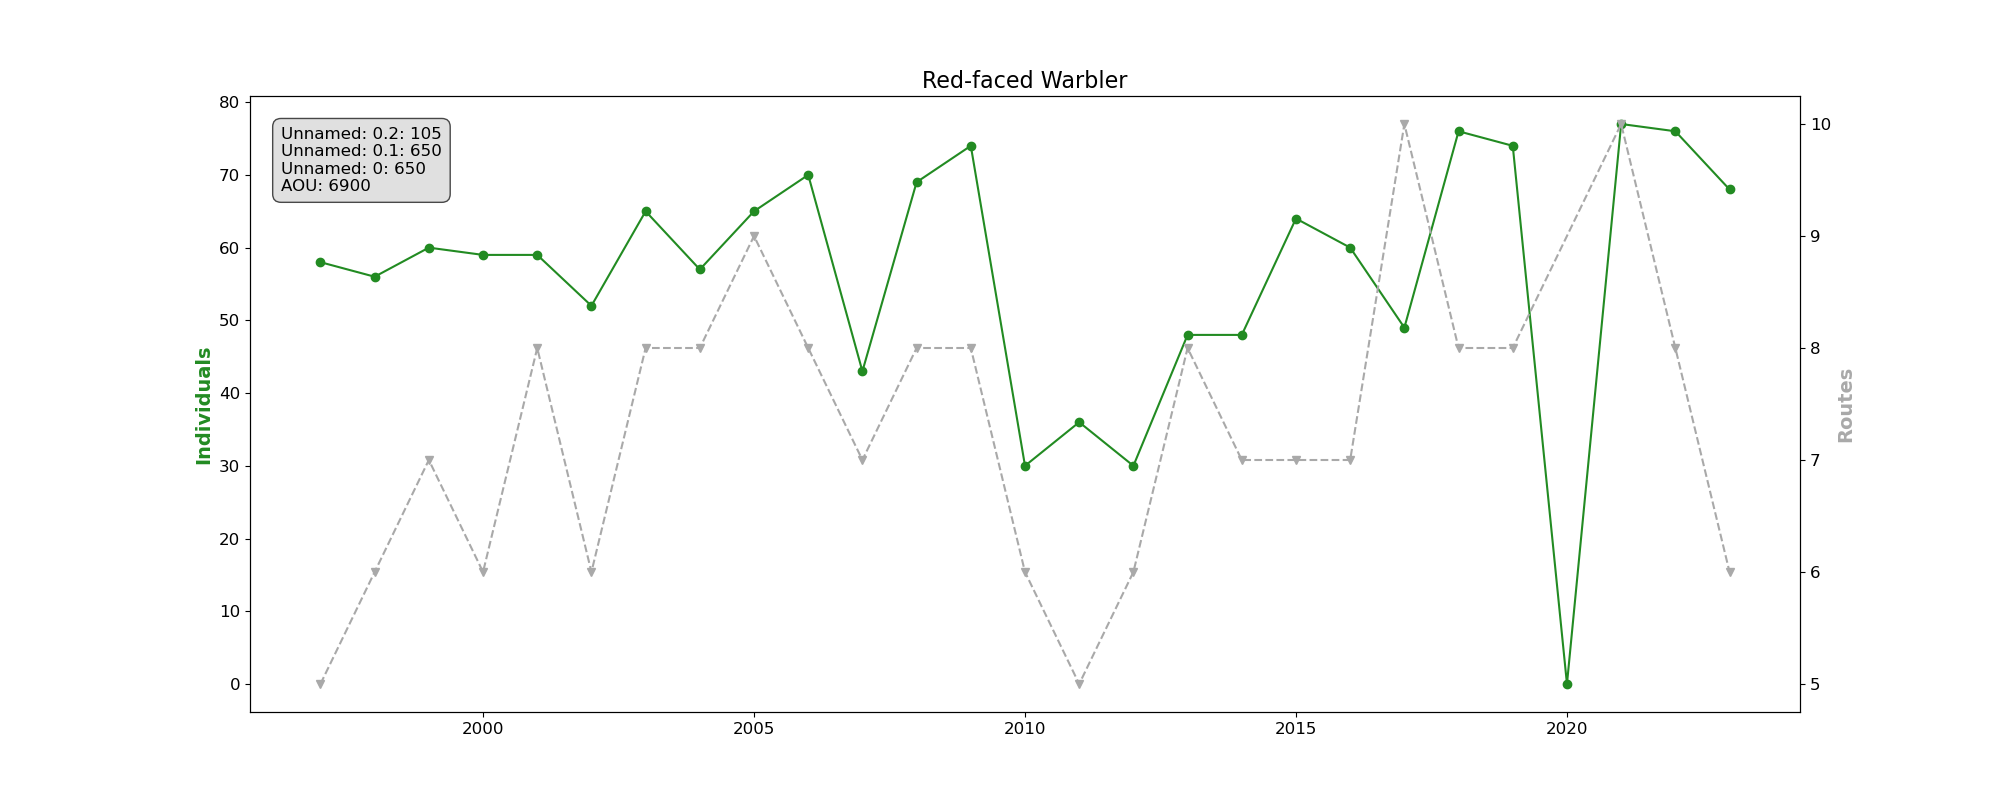 Red-faced Warbler
80
70
60
50
40
30
20
10
0
Individuals
Unnamed: 0.2: 105
Unnamed: 0.1: 650
Unnamed: 0: 650
AOU: 6900
10
9
8
7
6
5
Routes
2000
2005
2010
2015
2020